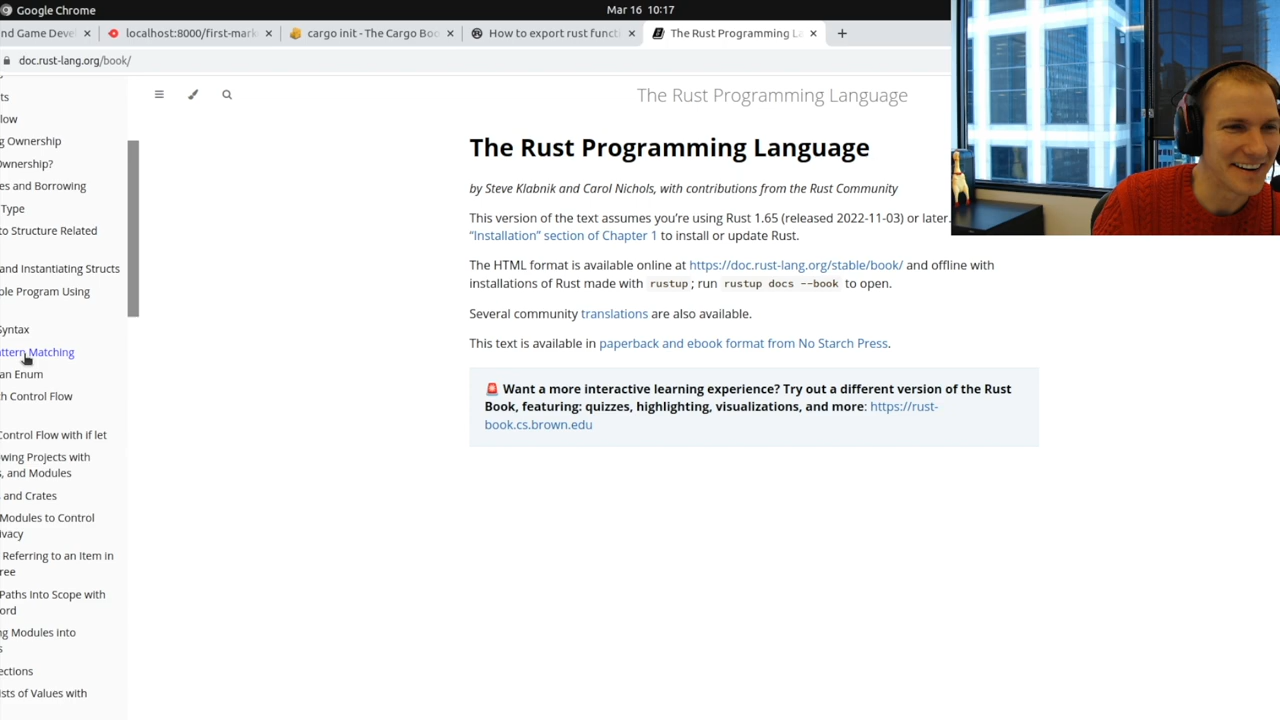 Google Chrome
Mar 16 10:17
nd Game Deve
localhost:8000/first-mark
cargo init - The Cargo Boo
How to export rust functi
The Rust Programming La
doc.rust-lang.org/book/
ts
low
g Ownership
Ownership?
es and Borrowing
Type
to Structure Related
and Instantiating Structs
ple Program Using
Syntax
ttern Matching
an Enum
h Control Flow
Control Flow with if let
wing Projects with
s, and Modules
and Crates
Modules to Control
ivacy
Referring to an Item in
ree
Paths into Scope with
ord
ng Modules into
s
ections
ists of Values with
The Rust Programming Language
The Rust Programming Language
by Steve Klabnik and Carol Nichols, with contributions from the Rust Community
This version of the text assumes you’re using Rust 1.65 (released 2022-11-03) or later.
“Installation” section of Chapter 1 to install or update Rust.
The HTML format is available online at https://doc.rust-lang.org/stable/book/ and offline with
installations of Rust made with rustup; run rustup docs --book to open.
Several community translations are also available.
This text is available in paperback and ebook format from No Starch Press.
🚨 Want a more interactive learning experience? Try out a different version of the Rust
Book, featuring: quizzes, highlighting, visualizations, and more: https://rust-
book.cs.brown.edu